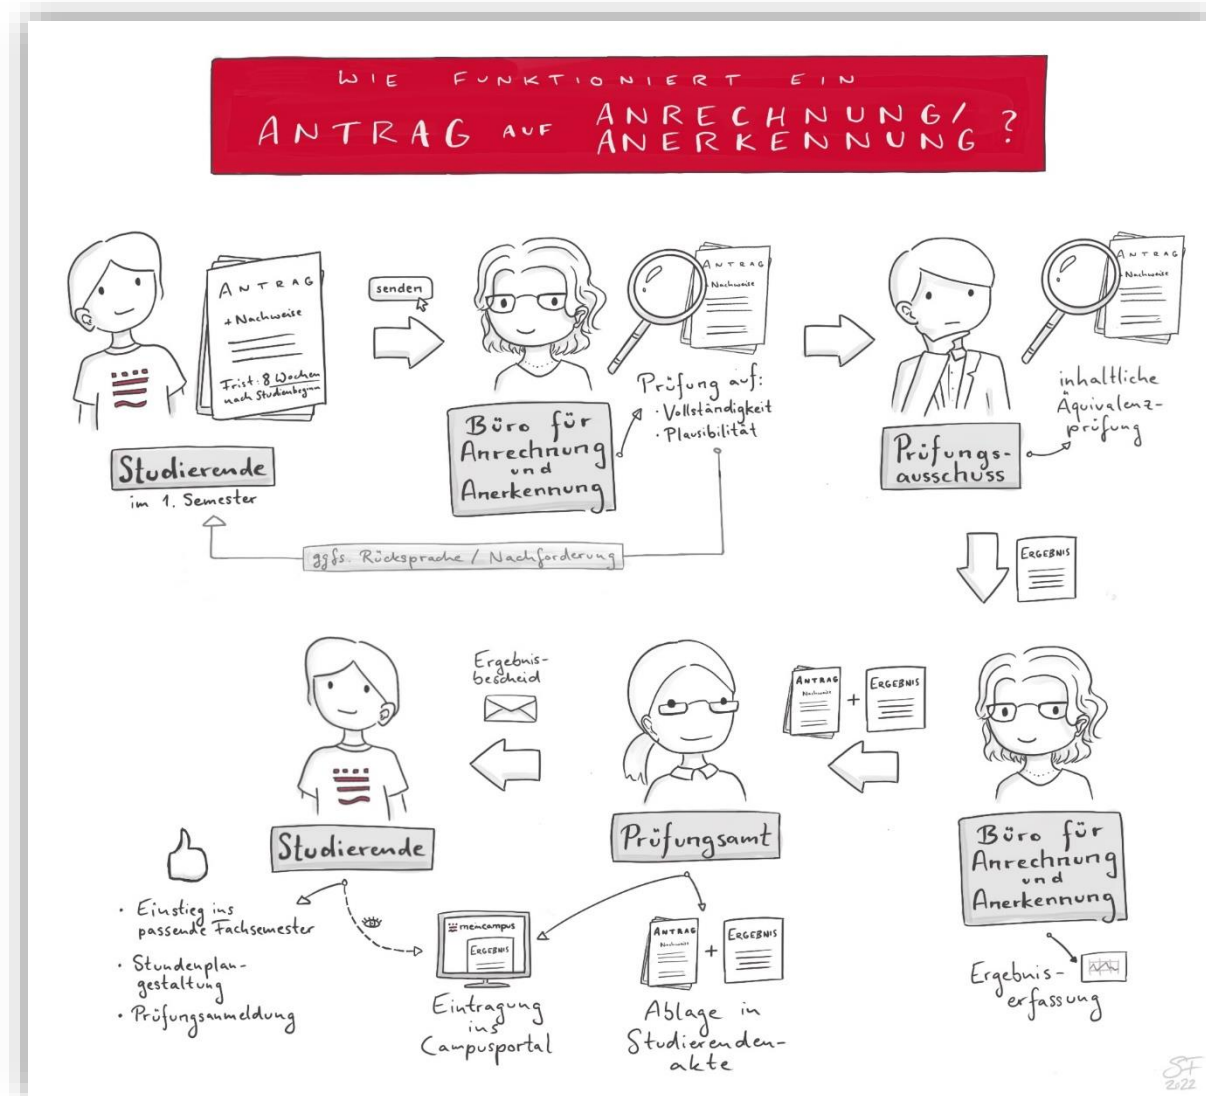 WIE FUNKTIONIERT EIN
ANTRAG AUF ANRECHNUNG/
ANERKENNUNG?
ANTRAG
+ Nachweise
Frist: 8 Wochen
nach Studienbeginn
Studierende
im 1. Semester
senden
Büro für
Anrechnung
und
Anerkennung
ANTRAG
+ Nachweise
Prüfung auf:
· Vollständigkeit
· Plausibilität
ggfs. Rücksprache / Nachforderung
Prüfungs-
ausschuss
ANTRAG
+ Nachweise
inhaltliche
Äquivalenz-
prüfung
ERGEBNIS
Büro für
Anrechnung
und
Anerkennung
Ergebnis-
erfassung
ANTRAG
Nachweise
+
ERGEBNIS
Prüfungsamt
ANTRAG
Nachweise
+
ERGEBNIS
Ablage in
Studierenden-
akte
meincampus
ERGEBNIS
Eintragung
ins
Campusportal
Ergebnis-
bescheid
Studierende
· Einstieg ins
passende Fachsemester
· Stundenplan-
gestaltung
· Prüfungsanmeldung
SF
2022